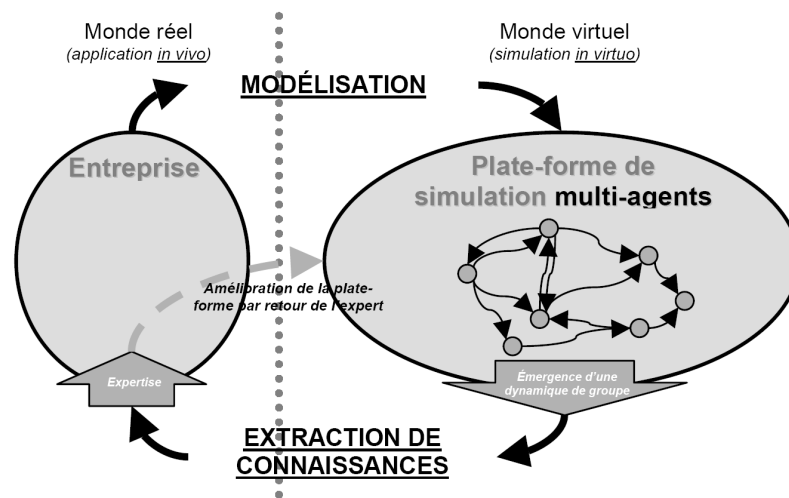 Monde réel
(application in vivo)
Monde virtuel
(simulation in virtuo)
MODÉLISATION
Entreprise
Plate-forme de
simulation multi-agents
Amélioration de la plate-
forme par retour de l'expert
Expertise
Émergence d'une
dynamique de groupe
EXTRACTION DE
CONNAISSANCES